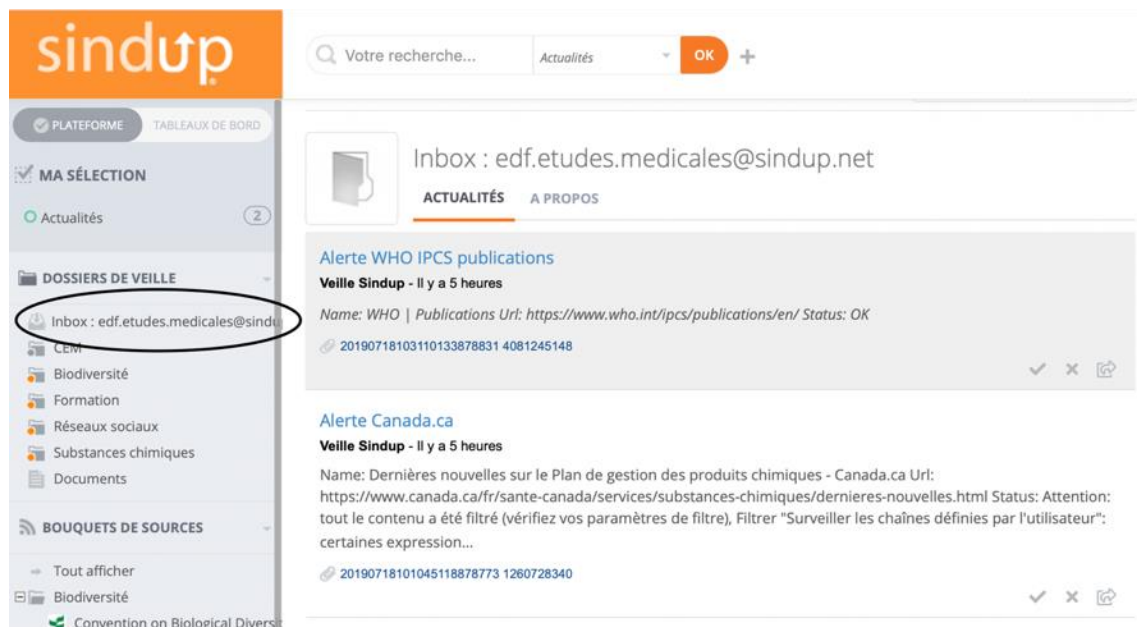 sindup
Votre recherche... Actualités OK +
PLATEFORME TABLEAUX DE BORD
MA SÉLECTION
Actualités 2
DOSSIERS DE VEILLE
Inbox : edf.etudes.medicales@sindu
CEM
Biodiversité
Formation
Réseaux sociaux
Substances chimiques
Documents
BOUQUETS DE SOURCES
Tout afficher
Biodiversité
Convention on Biological Diversi
Inbox : edf.etudes.medicales@sindup.net
ACTUALITÉS A PROPOS
Alerte WHO IPCS publications
Veille Sindup - Il y a 5 heures
Name: WHO | Publications Url: https://www.who.int/ipcs/publications/en/ Status: OK
20190718103110133878831 4081245148
Alerte Canada.ca
Veille Sindup - Il y a 5 heures
Name: Dernières nouvelles sur le Plan de gestion des produits chimiques - Canada.ca Url:
https://www.canada.ca/fr/sante-canada/services/substances-chimiques/dernieres-nouvelles.html Status: Attention:
tout le contenu a été filtré (vérifiez vos paramètres de filtre), Filtrer "Surveiller les chaînes définies par l'utilisateur":
certaines expression...
20190718101045118878773 1260728340